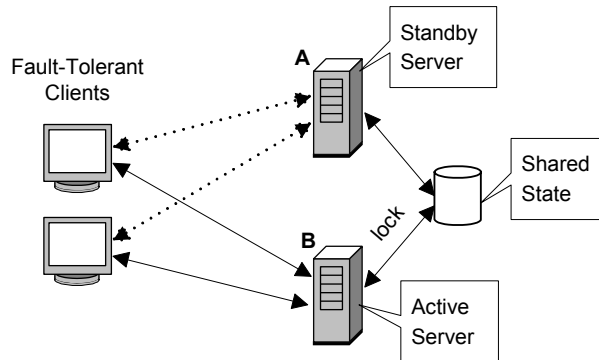 Fault-Tolerant
Clients
A
Standby
Server
Shared
State
lock
B
Active
Server